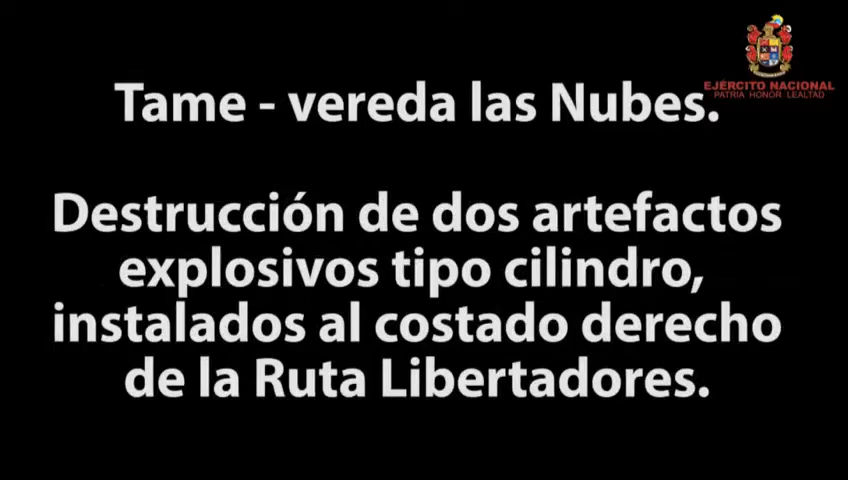 EJÉRCITO NACIONAL
PATRIA HONOR LEALTAD
Tame - vereda las Nubes.
Destrucción de dos artefactos
explosivos tipo cilindro,
instalados al costado derecho
de la Ruta Libertadores.